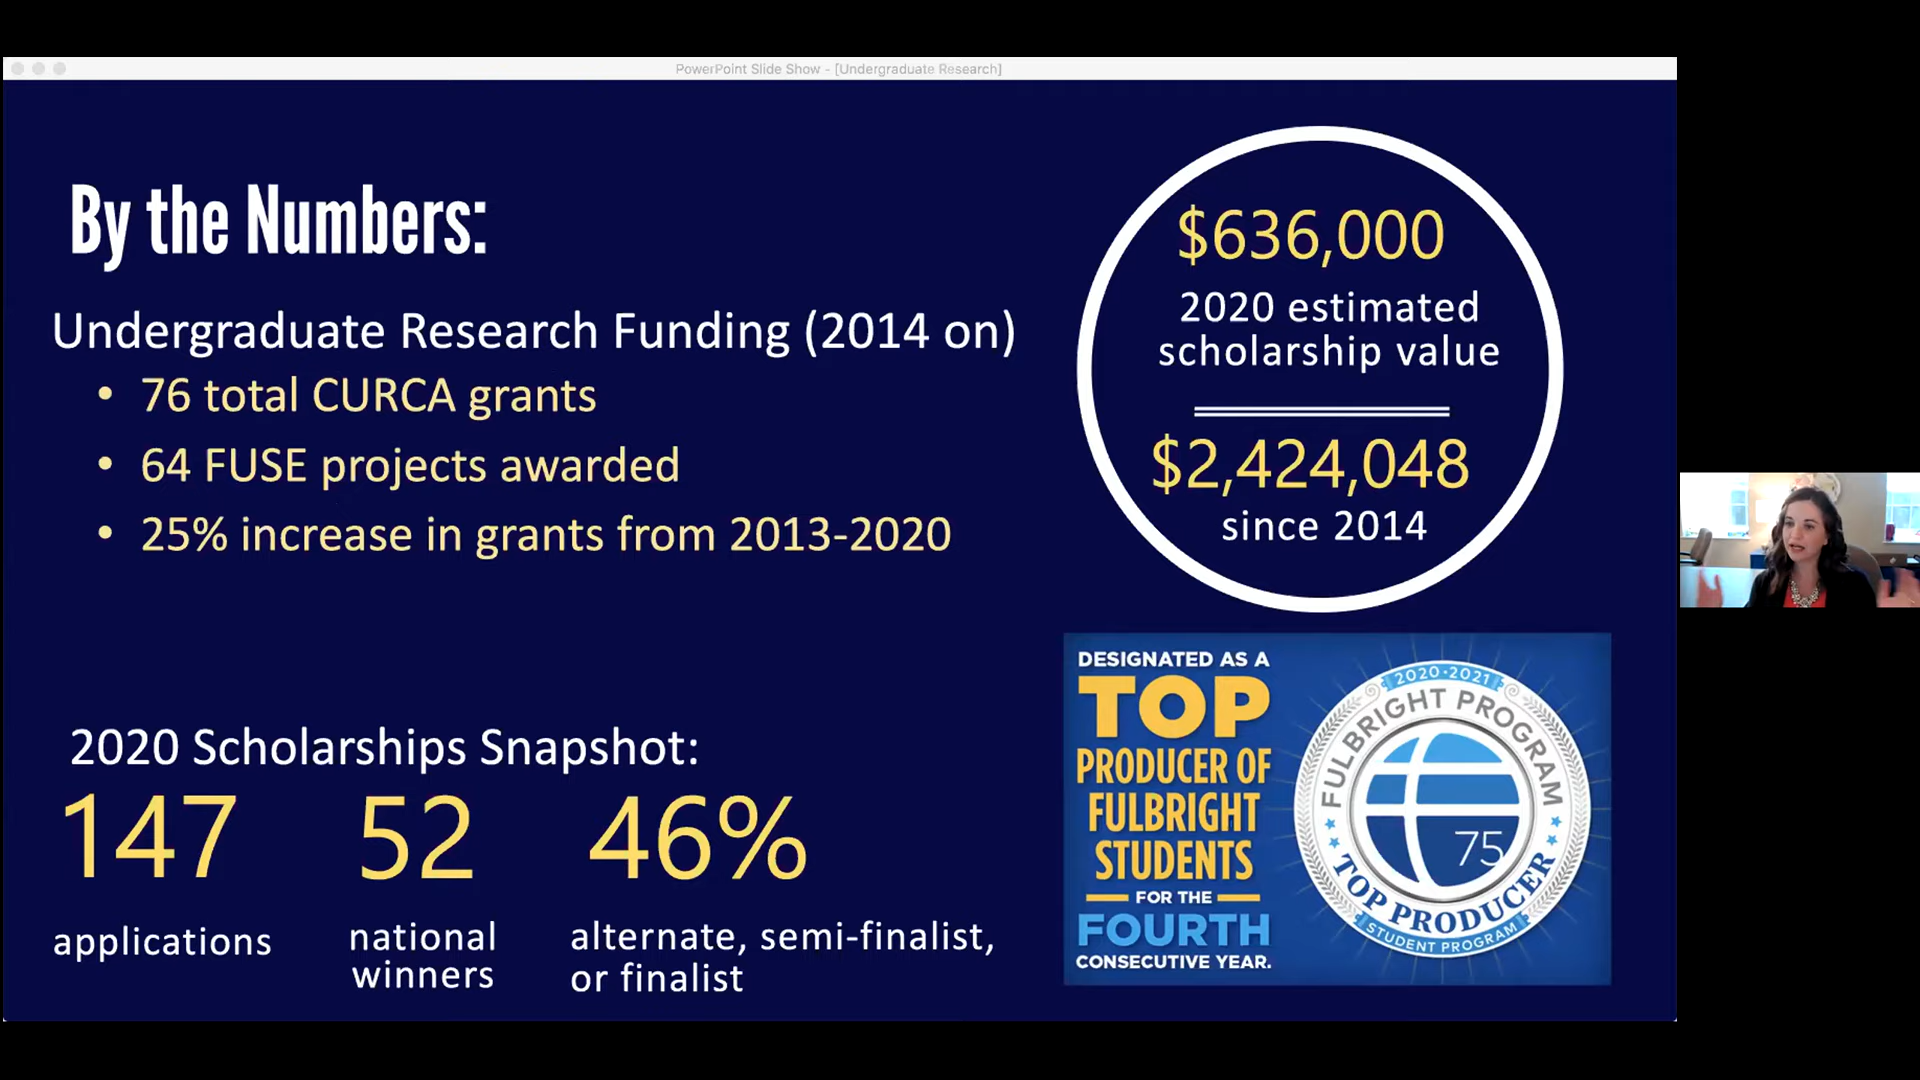 PowerPoint Slide Show - [Undergraduate Research]
By the Numbers:
Undergraduate Research Funding (2014 on)
• 76 total CURCA grants
• 64 FUSE projects awarded
• 25% increase in grants from 2013-2020
$636,000
2020 estimated
scholarship value
$2,424,048
since 2014
2020 Scholarships Snapshot:
147
applications
52
national
winners
46%
alternate, semi-finalist,
or finalist
DESIGNATED AS A
TOP
PRODUCER OF
FULBRIGHT
STUDENTS
FOR THE
FOURTH
CONSECUTIVE YEAR.
2020·2021
FULBRIGHT PROGRAM
75
TOP PRODUCER
STUDENT PROGRAM